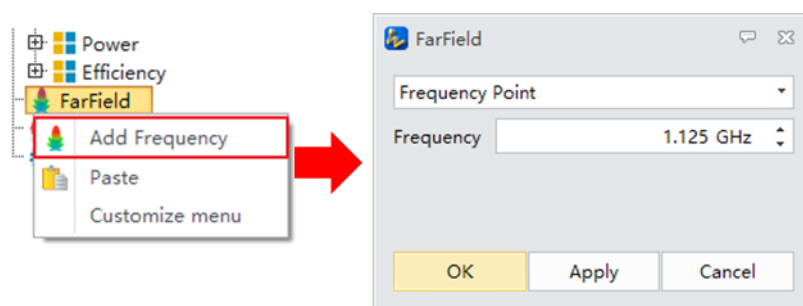 Power
Efficiency
FarField
Add Frequency
Paste
Customize menu
FarField
Frequency Point
Frequency 1.125 GHz
OK Apply Cancel